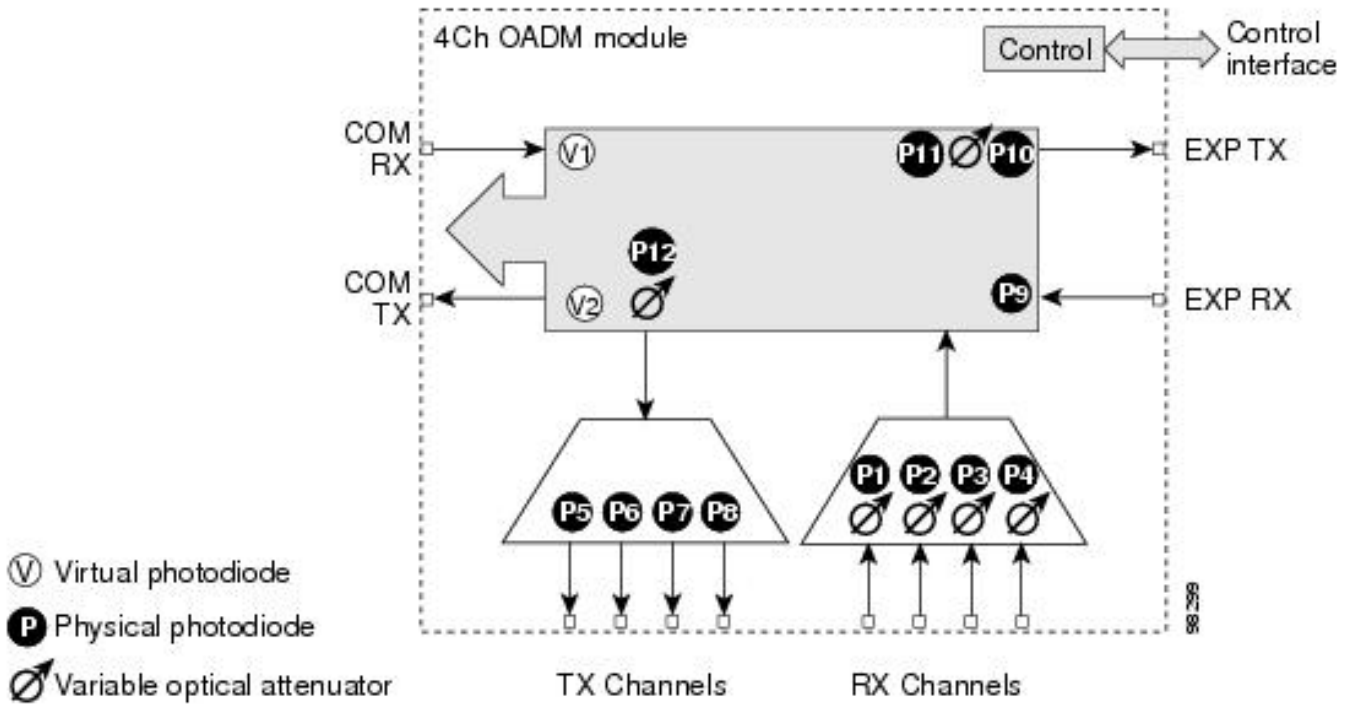 4Ch OADM module
Control
Control
interface
COM
RX
V1
P11
P10
EXP TX
P12
COM
TX
V2
P9
EXP RX
P1 P2 P3 P4
P5 P6 P7 P8
V Virtual photodiode
P Physical photodiode
Variable optical attenuator
TX Channels
RX Channels
98299